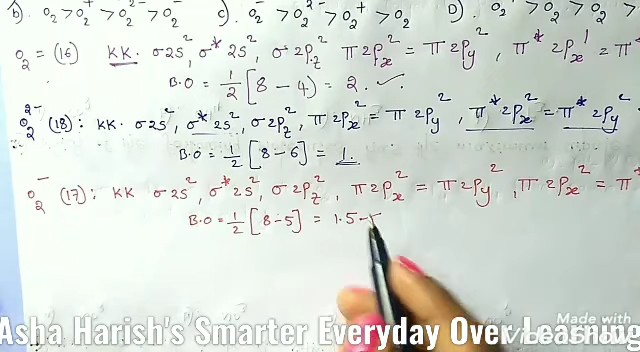 b) O₂ > O₂⁺ > O₂²⁻ > O₂⁻ c) O₂⁻ > O₂²⁻ > O₂⁺ > O₂ D)
O₂ = (16) KK. σ2s², σ*2s², σ2Pz² π2Px² = π2Py², π*2Px¹ = π*
B.O = 1/2 [8 - 4) = 2. ✓.
O₂²⁻ (18): KK. σ2s², σ*2s², σ2Pz², π2Px² = π2Py², π*2Px² = π*2Py²
B.O = 1/2 [8-6] = 1.
O₂⁻ (17): KK σ2s², σ*2s², σ2Pz², π2Px² = π2Py², π2Px² = π*
B.O = 1/2 [8-5] = 1.5
Made with
VideoShow
Asha Harish's Smarter Everyday Over Learning